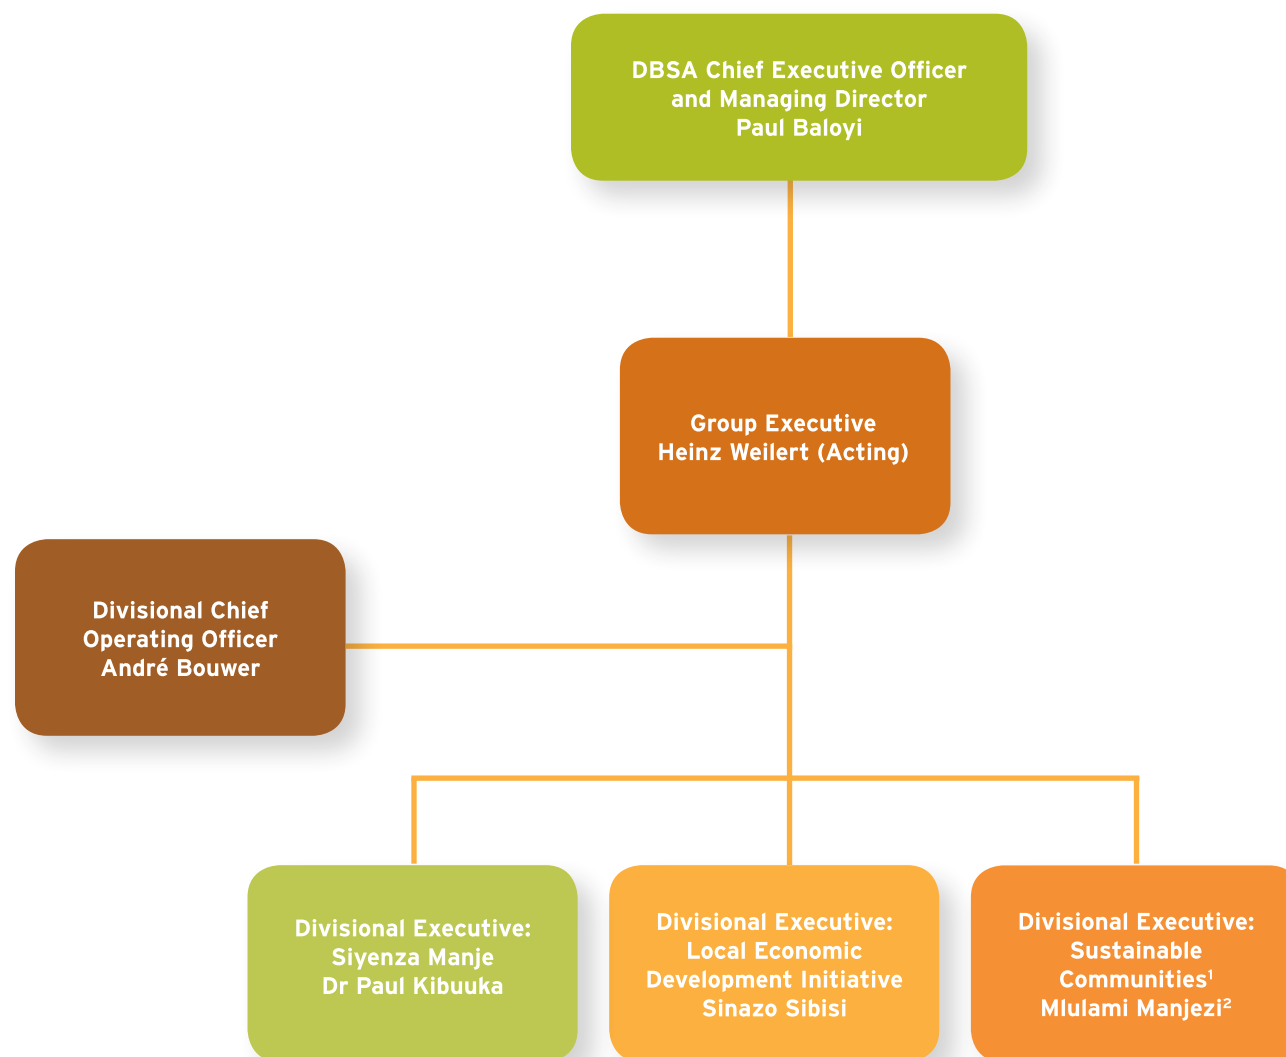 DBSA Chief Executive Officer
and Managing Director
Paul Baloyi
Group Executive
Heinz Weilert (Acting)
Divisional Chief
Operating Officer
André Bouwer
Divisional Executive:
Siyenza Manje
Dr Paul Kibuuka
Divisional Executive:
Local Economic
Development Initiative
Sinazo Sibisi
Divisional Executive:
Sustainable
Communities¹
Mlulami Manjezi²